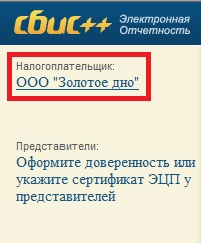 сбис++ Электронная
Отчетность
Налогоплательщик:
ООО "Золотое дно"
Представители:
Оформите доверенность или
укажите сертификат ЭЦП у
представителей